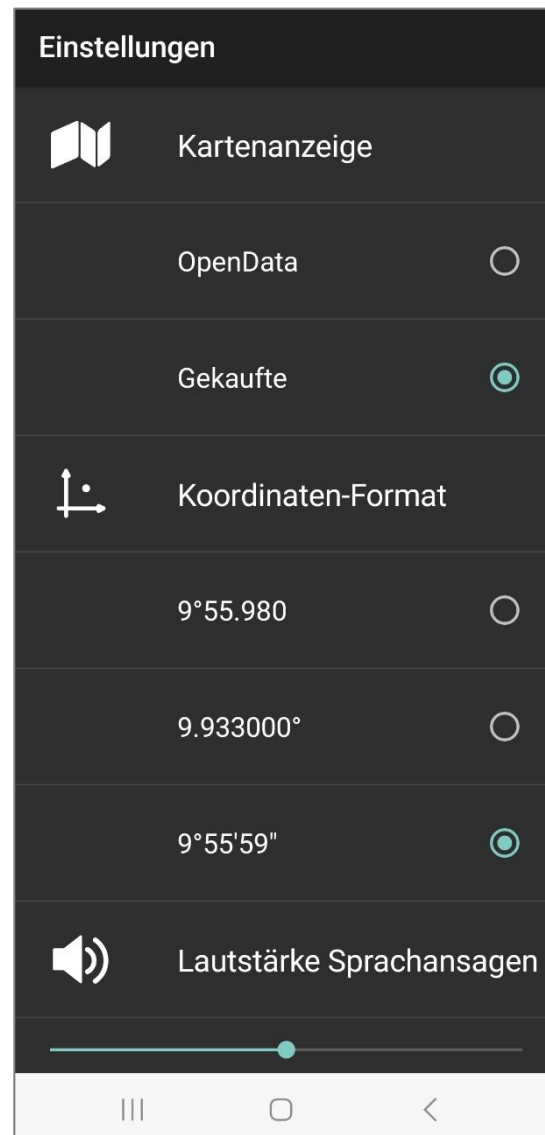 Einstellungen
Kartenanzeige
OpenData
Gekaufte
Koordinaten-Format
9°55.980
9.933000°
9°55'59"
Lautstärke Sprachansagen